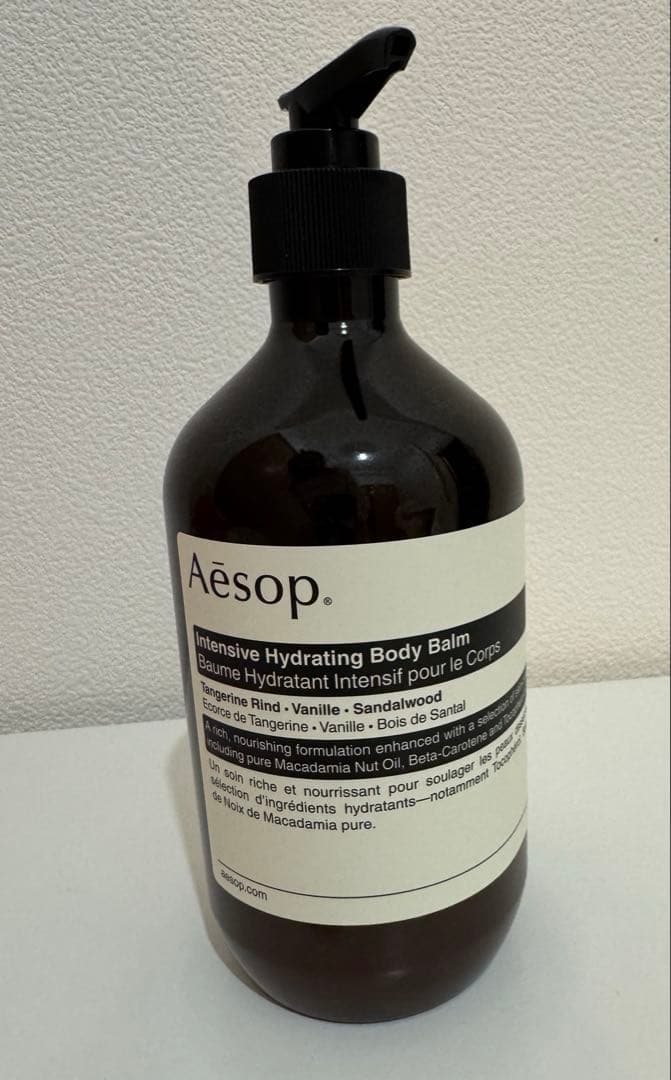 Aēsop®
Intensive Hydrating Body Balm
Baume Hydratant Intensif pour le Corps
Tangerine Rind • Vanille • Sandalwood
Ecorce de Tangerine • Vanille • Bois de Santal
A rich, nourishing formulation enhanced with a selection of
including pure Macadamia Nut Oil, Beta-Carotene and
Un soin riche et nourrissant pour soulager les peaux
sélection d'ingrédients hydratants—notamment
de Noix de Macadamia pure.
aesop.com